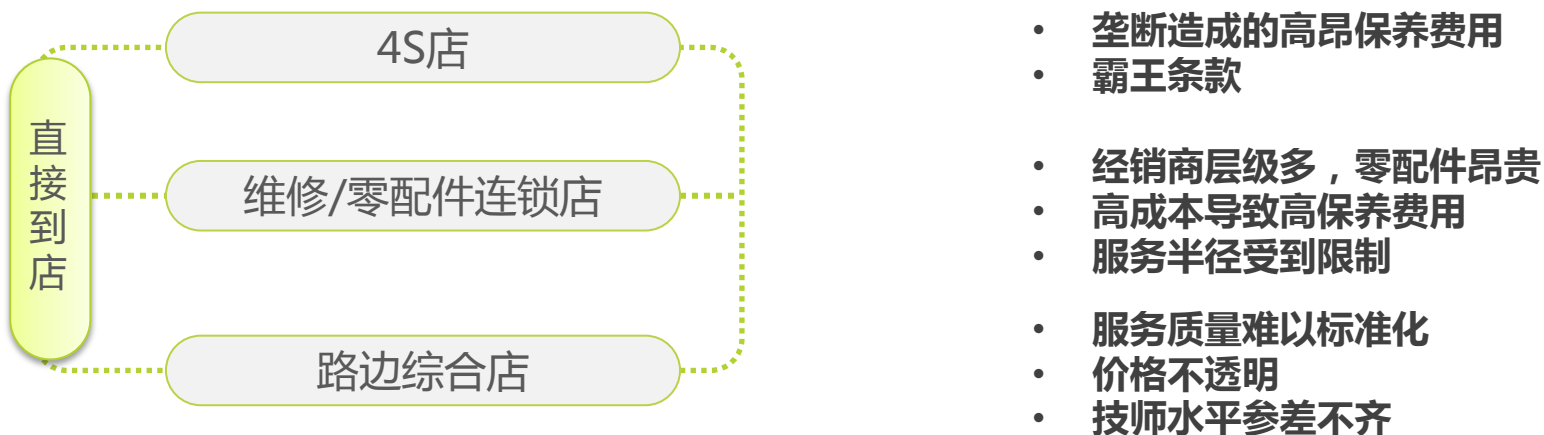 直接到店
4S店
• 垄断造成的高昂保养费用
• 霸王条款
维修/零配件连锁店
• 经销商层级多，零配件昂贵
• 高成本导致高保养费用
• 服务半径受到限制
路边综合店
• 服务质量难以标准化
• 价格不透明
• 技师水平参差不齐